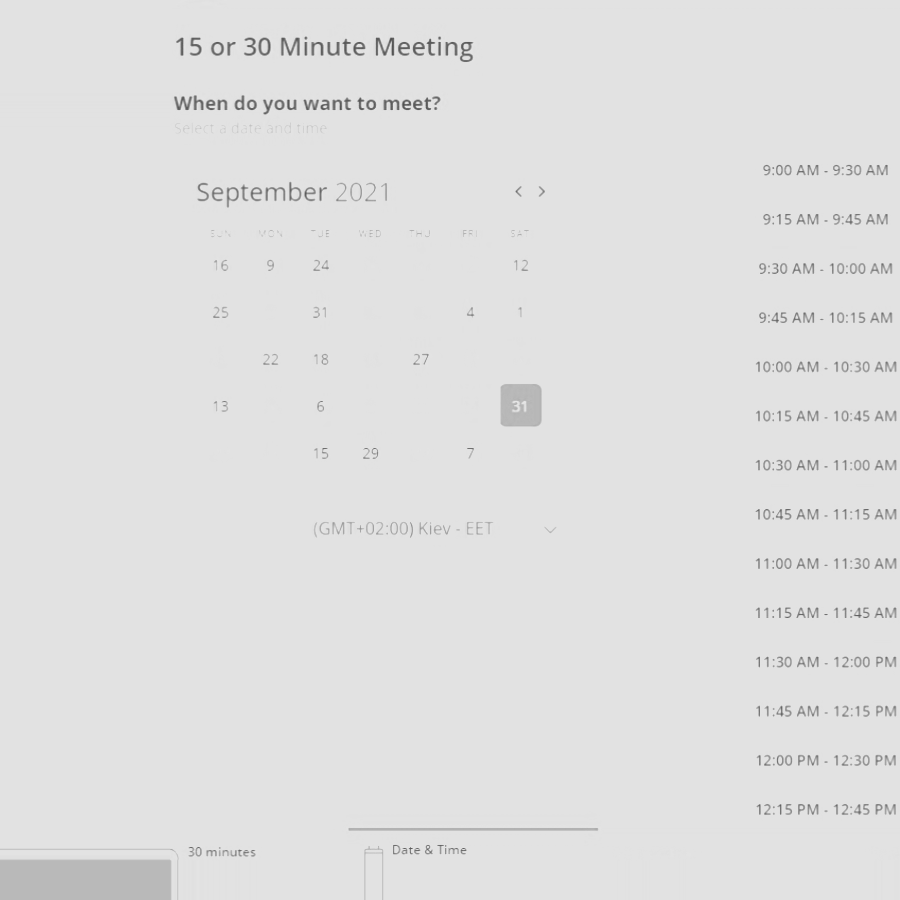 15 or 30 Minute Meeting
When do you want to meet?
Select a date and time
September 2021
SUN MON TUE WED THU FRI SAT
16 9 24 12
25 31 4 1
22 18 27
13 6 31
15 29 7
(GMT+02:00) Kiev - EET
9:00 AM - 9:30 AM
9:15 AM - 9:45 AM
9:30 AM - 10:00 AM
9:45 AM - 10:15 AM
10:00 AM - 10:30 AM
10:15 AM - 10:45 AM
10:30 AM - 11:00 AM
10:45 AM - 11:15 AM
11:00 AM - 11:30 AM
11:15 AM - 11:45 AM
11:30 AM - 12:00 PM
11:45 AM - 12:15 PM
12:00 PM - 12:30 PM
12:15 PM - 12:45 PM
30 minutes
Date & Time